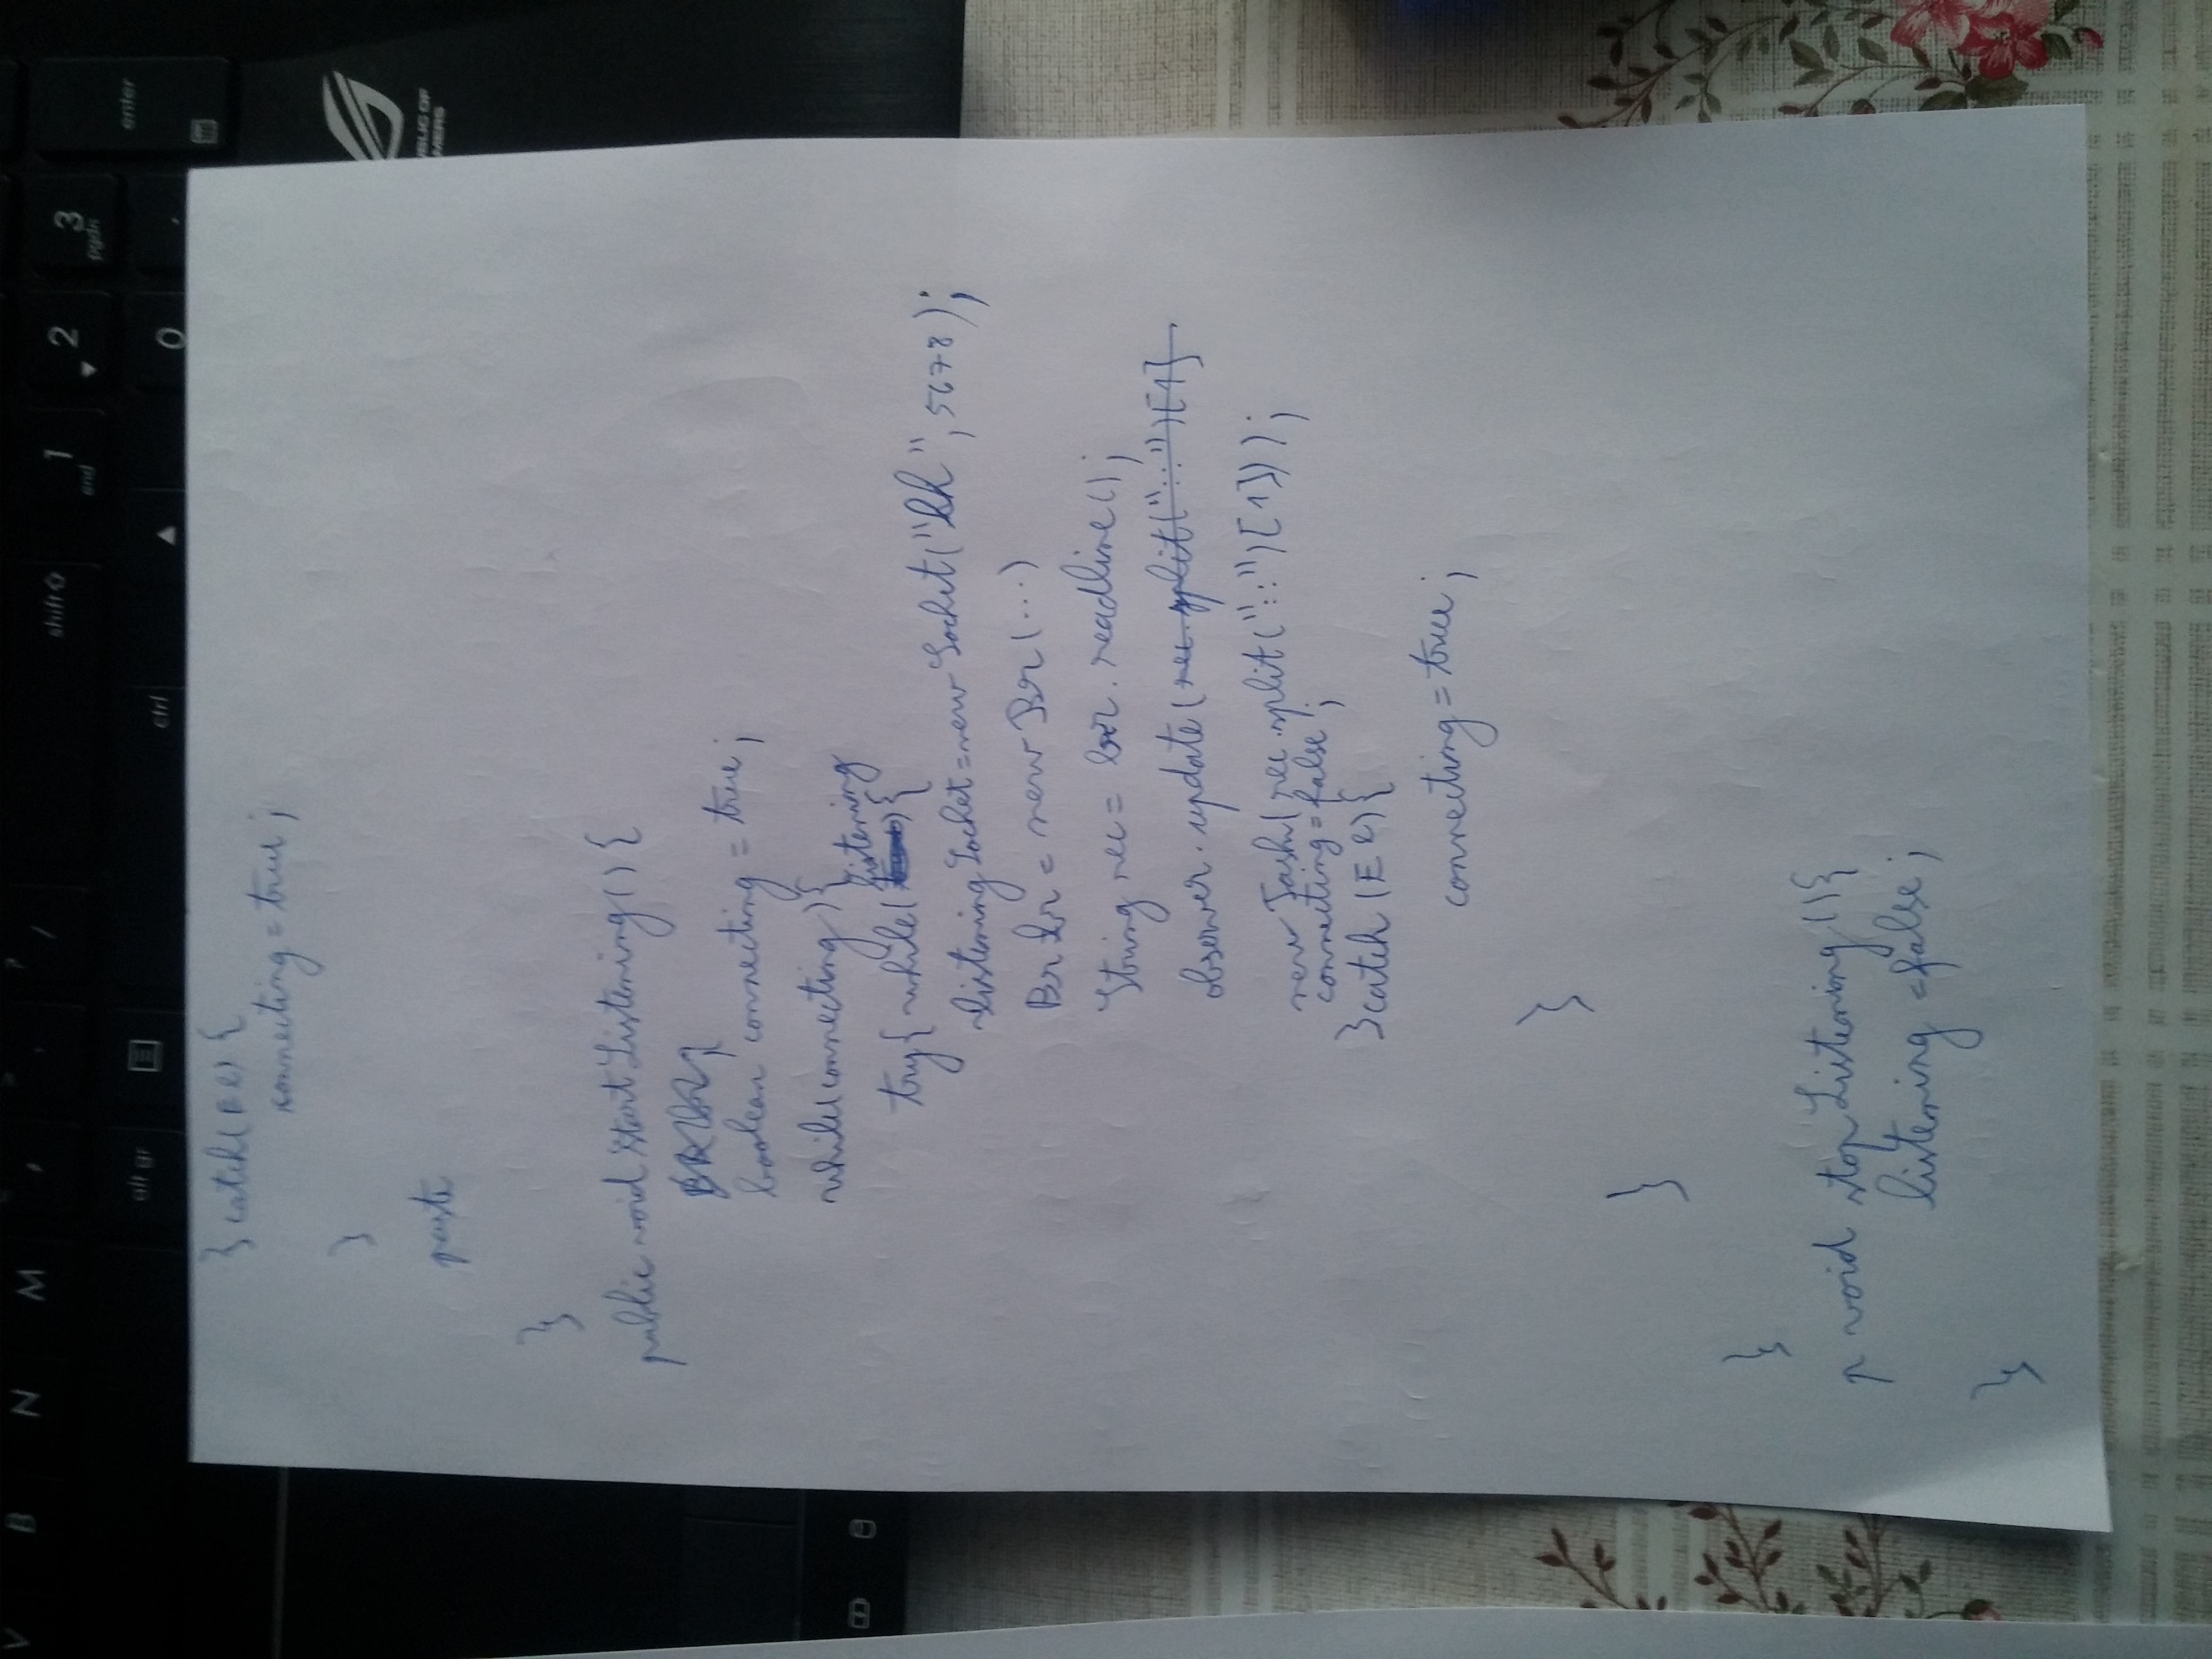 V B N M , . ? /
shift 1 end 2 3 pgdn
alt gr ctrl 0 . enter
} catch(E e) {
connecting = true ;
}
paste
}
public void startListening() {
boolean connecting = true ;
while(connecting){
listening
try{ while( ){
listeningSocket = new Socket("lh", 5678);
Br br = new Br(...)
String rec = br.readline();
observer.update( rec.split("::")[1]
new Task( rec.split("::")[1]));
connecting = false ;
}catch (E e){
connecting = true ;
}
}
}
p void stopListening(){
listening = false ;
}